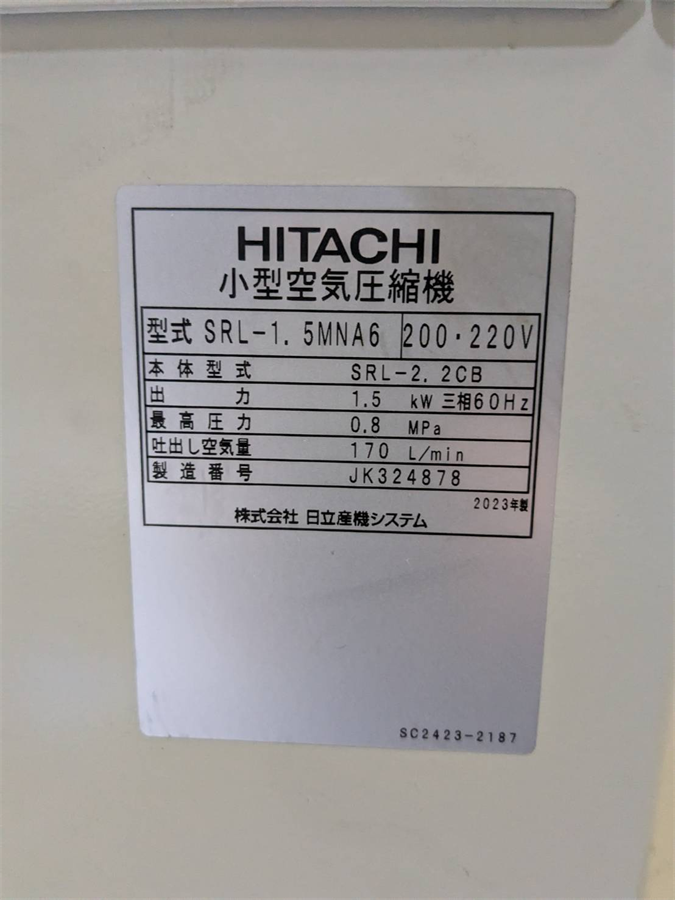 HITACHI
小型空気圧縮機
型式 SRL-1.5MNA6 200・220V
本体型式 SRL-2.2CB
出力 1.5 kW 三相60Hz
最高圧力 0.8 MPa
吐出し空気量 170 L/min
製造番号 JK324878
2023年製
株式会社 日立産機システム
SC2423-2187